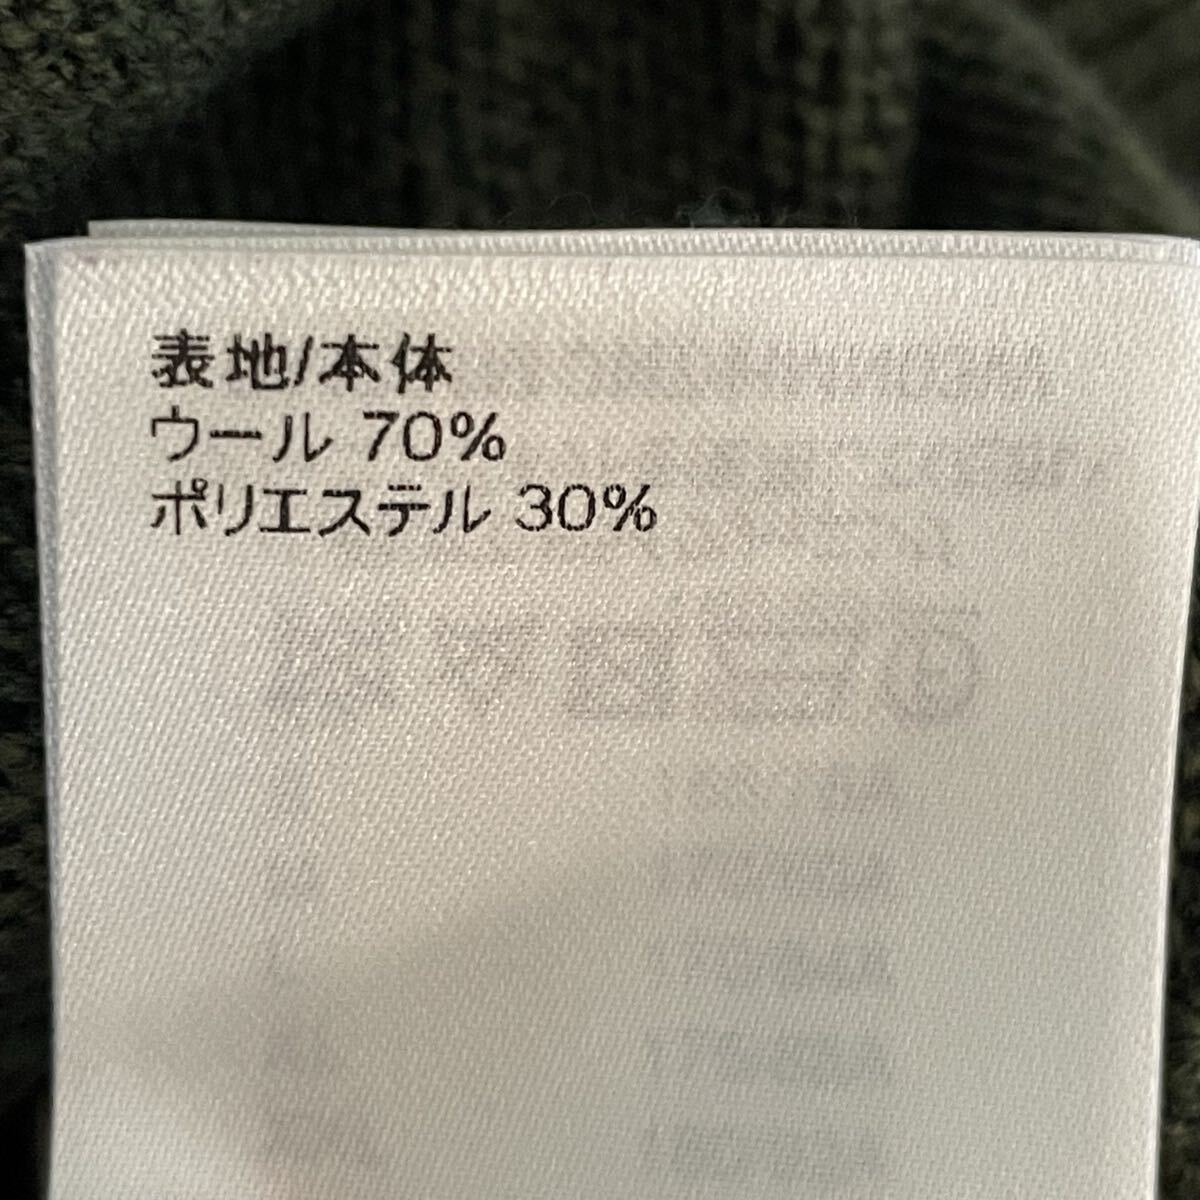 表地/本体
ウール 70%
ポリエステル 30%